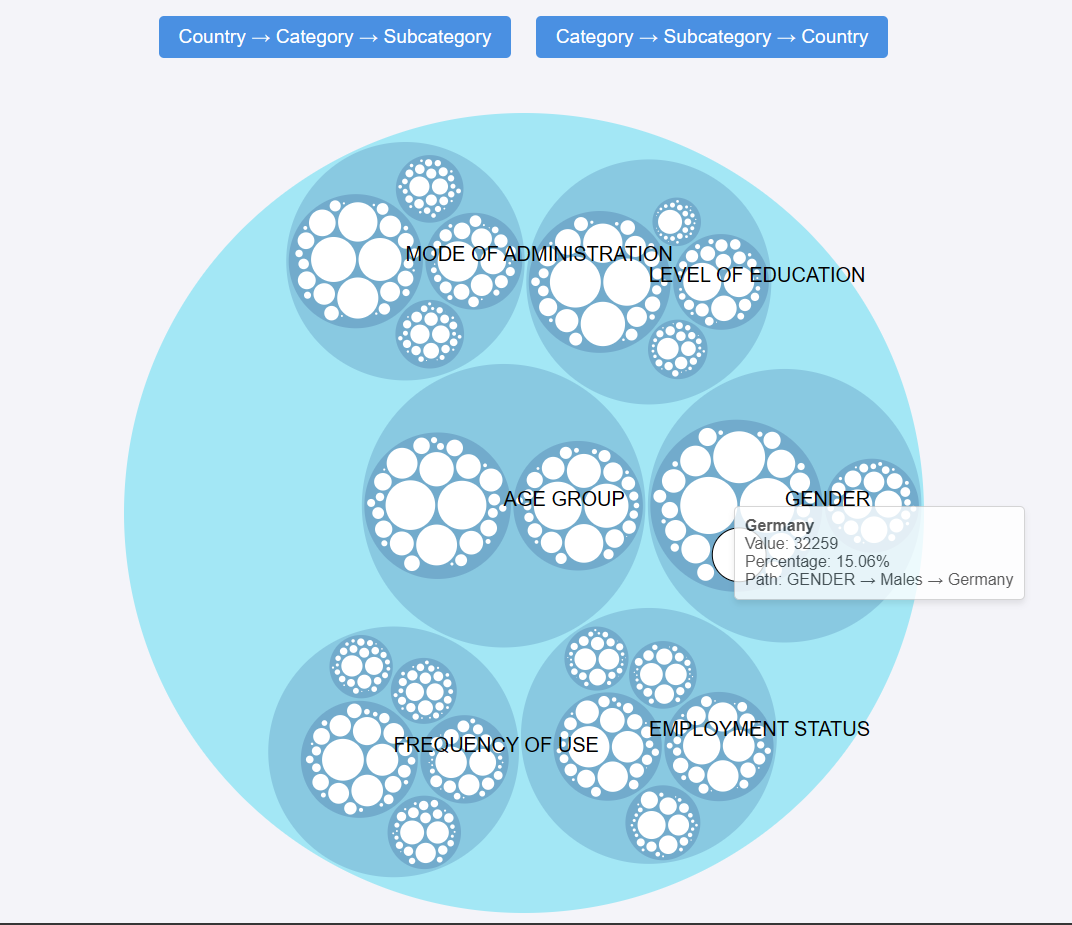 Country → Category → Subcategory
Category → Subcategory → Country
MODE OF ADMINISTRATION
LEVEL OF EDUCATION
AGE GROUP
GENDER
Germany
Value: 32259
Percentage: 15.06%
Path: GENDER → Males → Germany
EMPLOYMENT STATUS
FREQUENCY OF USE